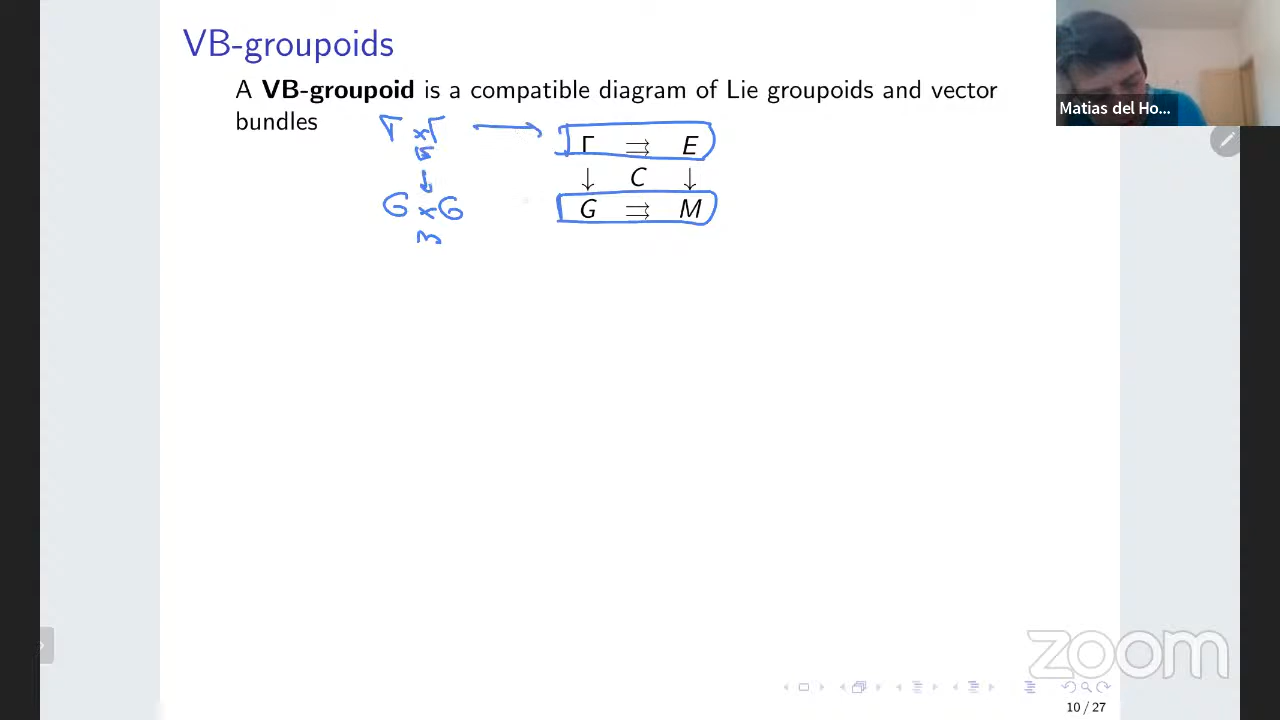 VB-groupoids
A VB-groupoid is a compatible diagram of Lie groupoids and vector
bundles
Γ × Γ →
Γ ⇉ E
↓ C ↓
G ⇉ M
↓
G × G
M
Matias del Ho...
zoom
10 / 27